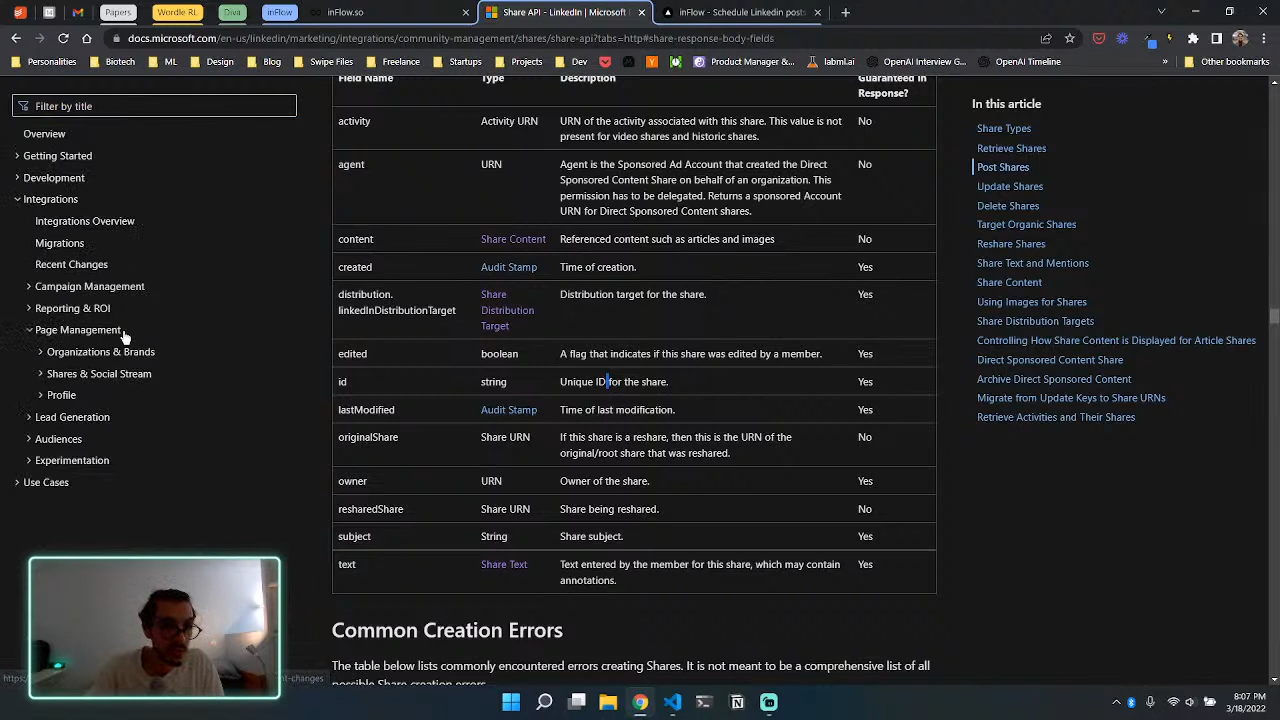 Papers
Wordle RL
Diva
inFlow
inFlow.so
Share API - LinkedIn | Microsoft
inFlow - Schedule Linkedin post
docs.microsoft.com/en-us/linkedin/marketing/integrations/community-management/shares/share-api?tabs=http#share-response-body-fields
Personalities
Biotech
ML
Design
Blog
Swipe Files
Freelance
Startups
Projects
Dev
Product Manager &...
labml.ai
OpenAI Interview G...
OpenAI Timeline
»
Other bookmarks
Filter by title
Overview
Getting Started
Development
Integrations
Integrations Overview
Migrations
Recent Changes
Campaign Management
Reporting & ROI
Page Management
Organizations & Brands
Shares & Social Stream
Profile
Lead Generation
Audiences
Experimentation
Use Cases
Field Name Type Description Guaranteed in
Response?
activity Activity URN URN of the activity associated with this share. This value is not No
present for video shares and historic shares.
agent URN Agent is the Sponsored Ad Account that created the Direct No
Sponsored Content Share on behalf of an organization. This
permission has to be delegated. Returns a sponsored Account
URN for Direct Sponsored Content shares.
content Share Content Referenced content such as articles and images No
created Audit Stamp Time of creation. Yes
distribution. Share Distribution target for the share. Yes
linkedInDistributionTarget Distribution
Target
edited boolean A flag that indicates if this share was edited by a member. Yes
id string Unique ID for the share. Yes
lastModified Audit Stamp Time of last modification. Yes
originalShare Share URN If this share is a reshare, then this is the URN of the No
original/root share that was reshared.
owner URN Owner of the share. Yes
resharedShare Share URN Share being reshared. No
subject String Share subject. Yes
text Share Text Text entered by the member for this share, which may contain Yes
annotations.
Common Creation Errors
The table below lists commonly encountered errors creating Shares. It is not meant to be a comprehensive list of all
possible Share creation errors.
In this article
Share Types
Retrieve Shares
Post Shares
Update Shares
Delete Shares
Target Organic Shares
Reshare Shares
Share Text and Mentions
Share Content
Using Images for Shares
Share Distribution Targets
Controlling How Share Content is Displayed for Article Shares
Direct Sponsored Content Share
Archive Direct Sponsored Content
Migrate from Update Keys to Share URNs
Retrieve Activities and Their Shares
8:07 PM
3/18/2022